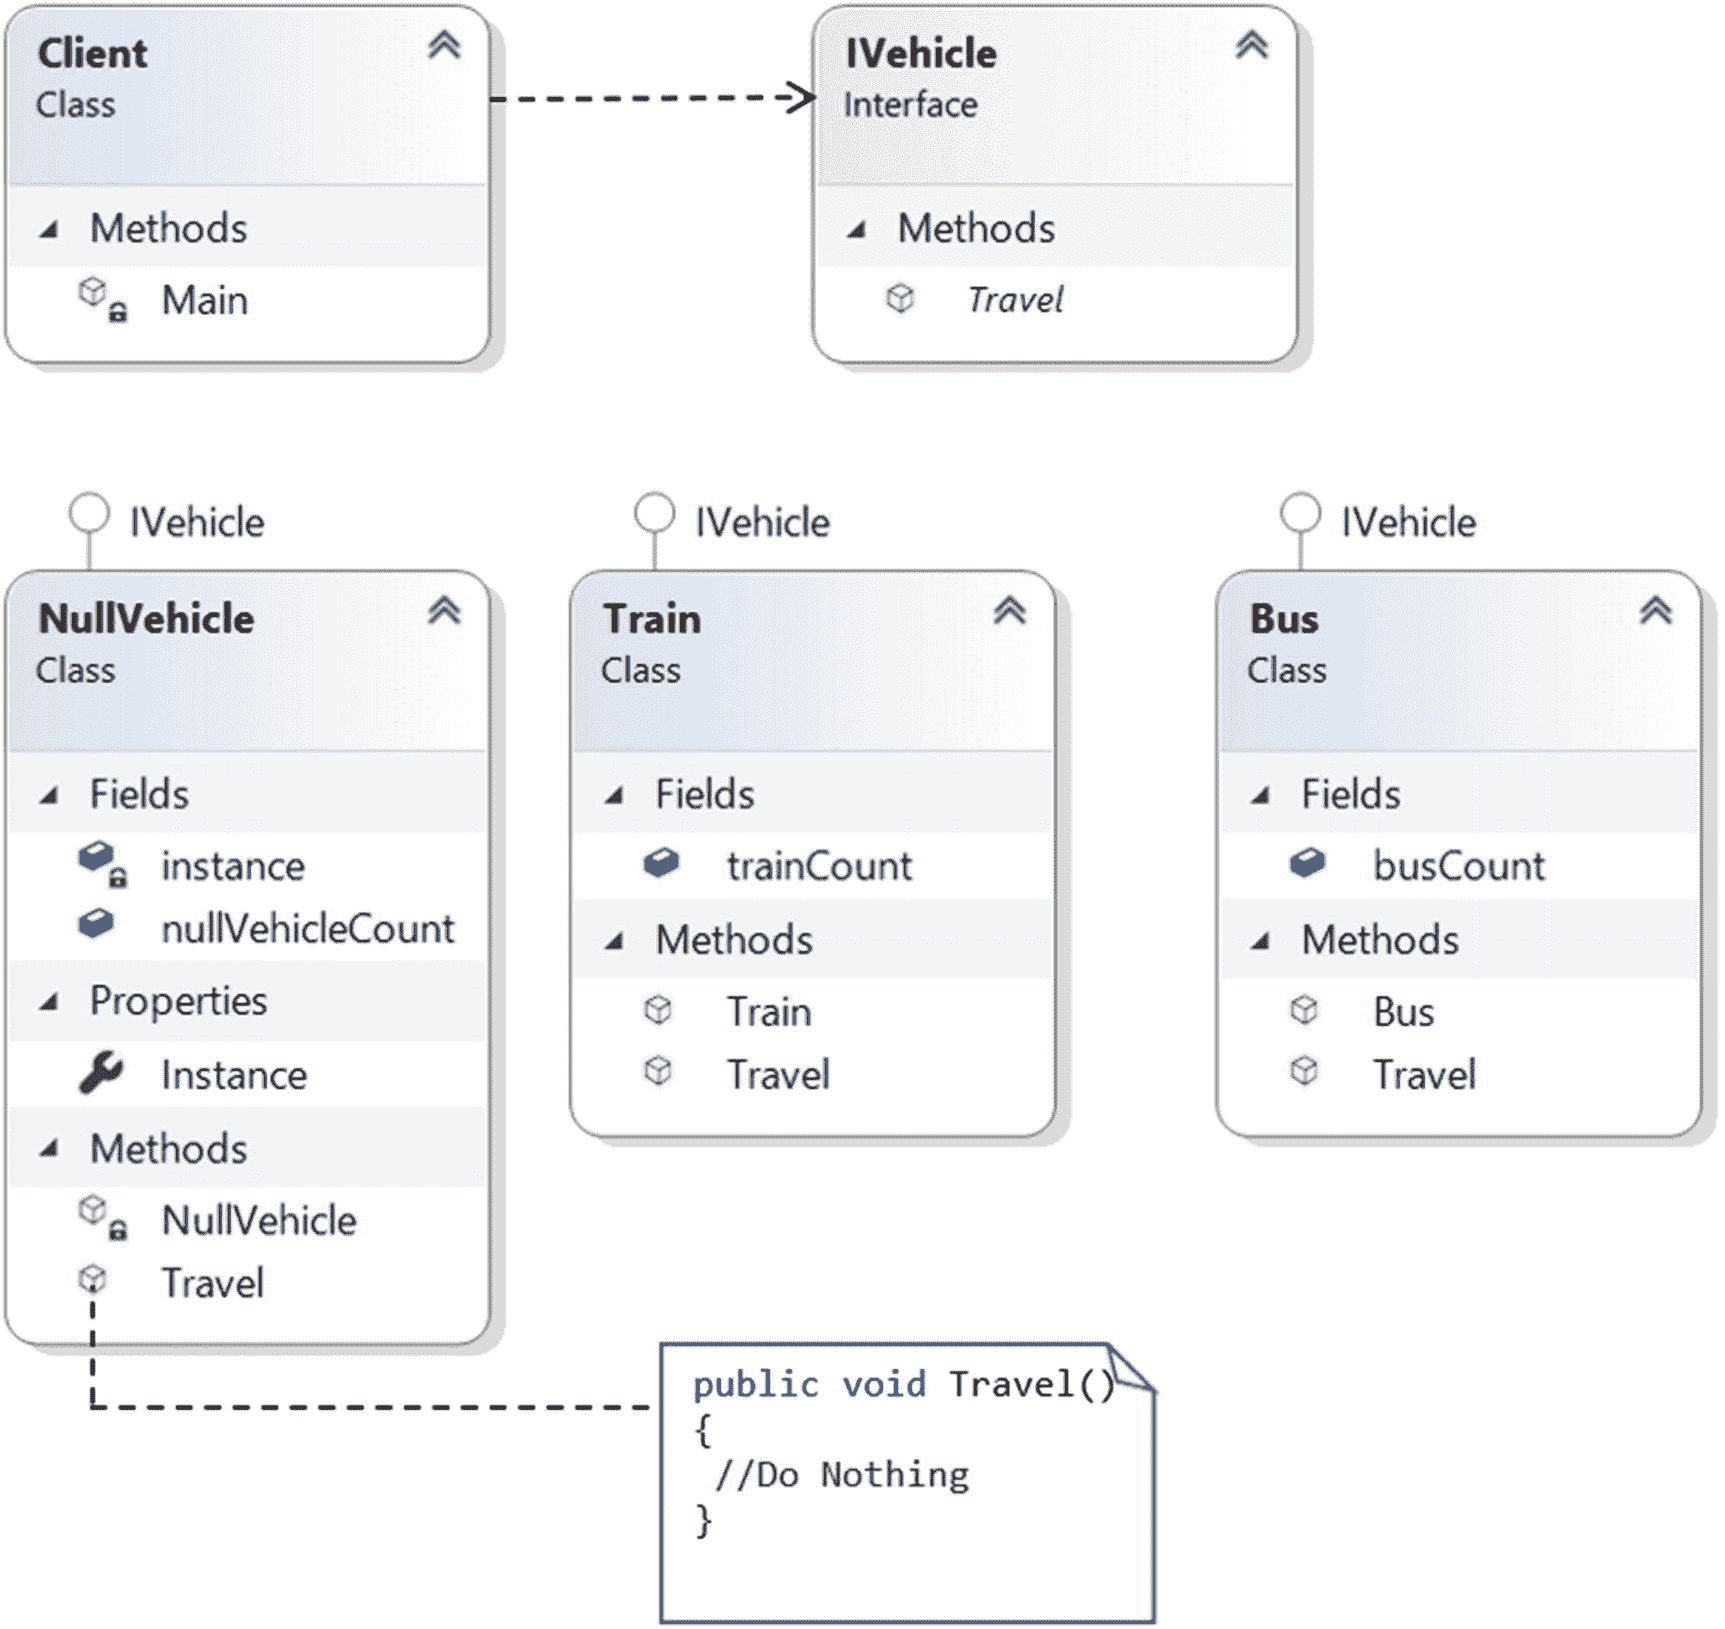 Client
Class
Methods
Main
IVehicle
Interface
Methods
Travel
IVehicle
NullVehicle
Class
Fields
instance
nullVehicleCount
Properties
Instance
Methods
NullVehicle
Travel
IVehicle
Train
Class
Fields
trainCount
Methods
Train
Travel
IVehicle
Bus
Class
Fields
busCount
Methods
Bus
Travel
public void Travel()
{
//Do Nothing
}